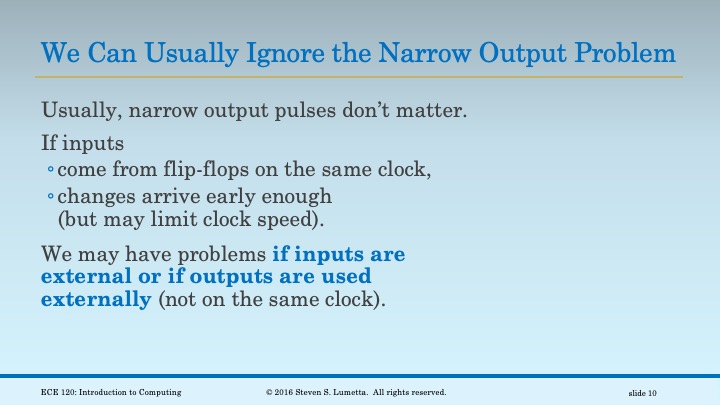 We Can Usually Ignore the Narrow Output Problem
Usually, narrow output pulses don’t matter.
If inputs
◦come from flip-flops on the same clock,
◦changes arrive early enough
(but may limit clock speed).
We may have problems if inputs are
external or if outputs are used
externally (not on the same clock).
ECE 120: Introduction to Computing
© 2016 Steven S. Lumetta. All rights reserved.
slide 10